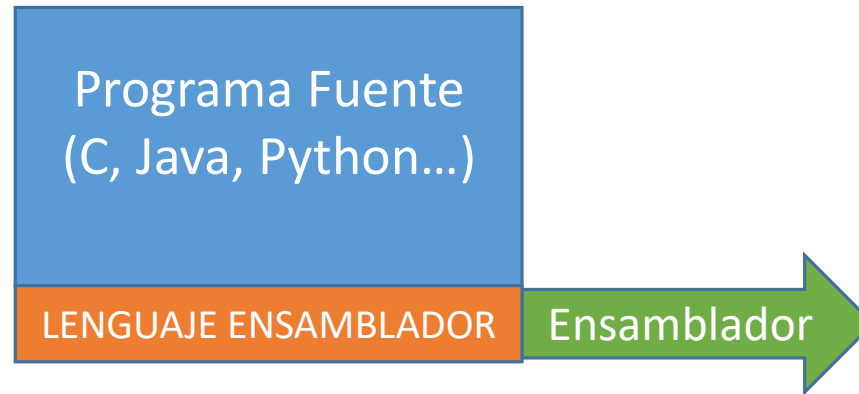 Programa Fuente
(C, Java, Python…)
LENGUAJE ENSAMBLADOR
Ensamblador